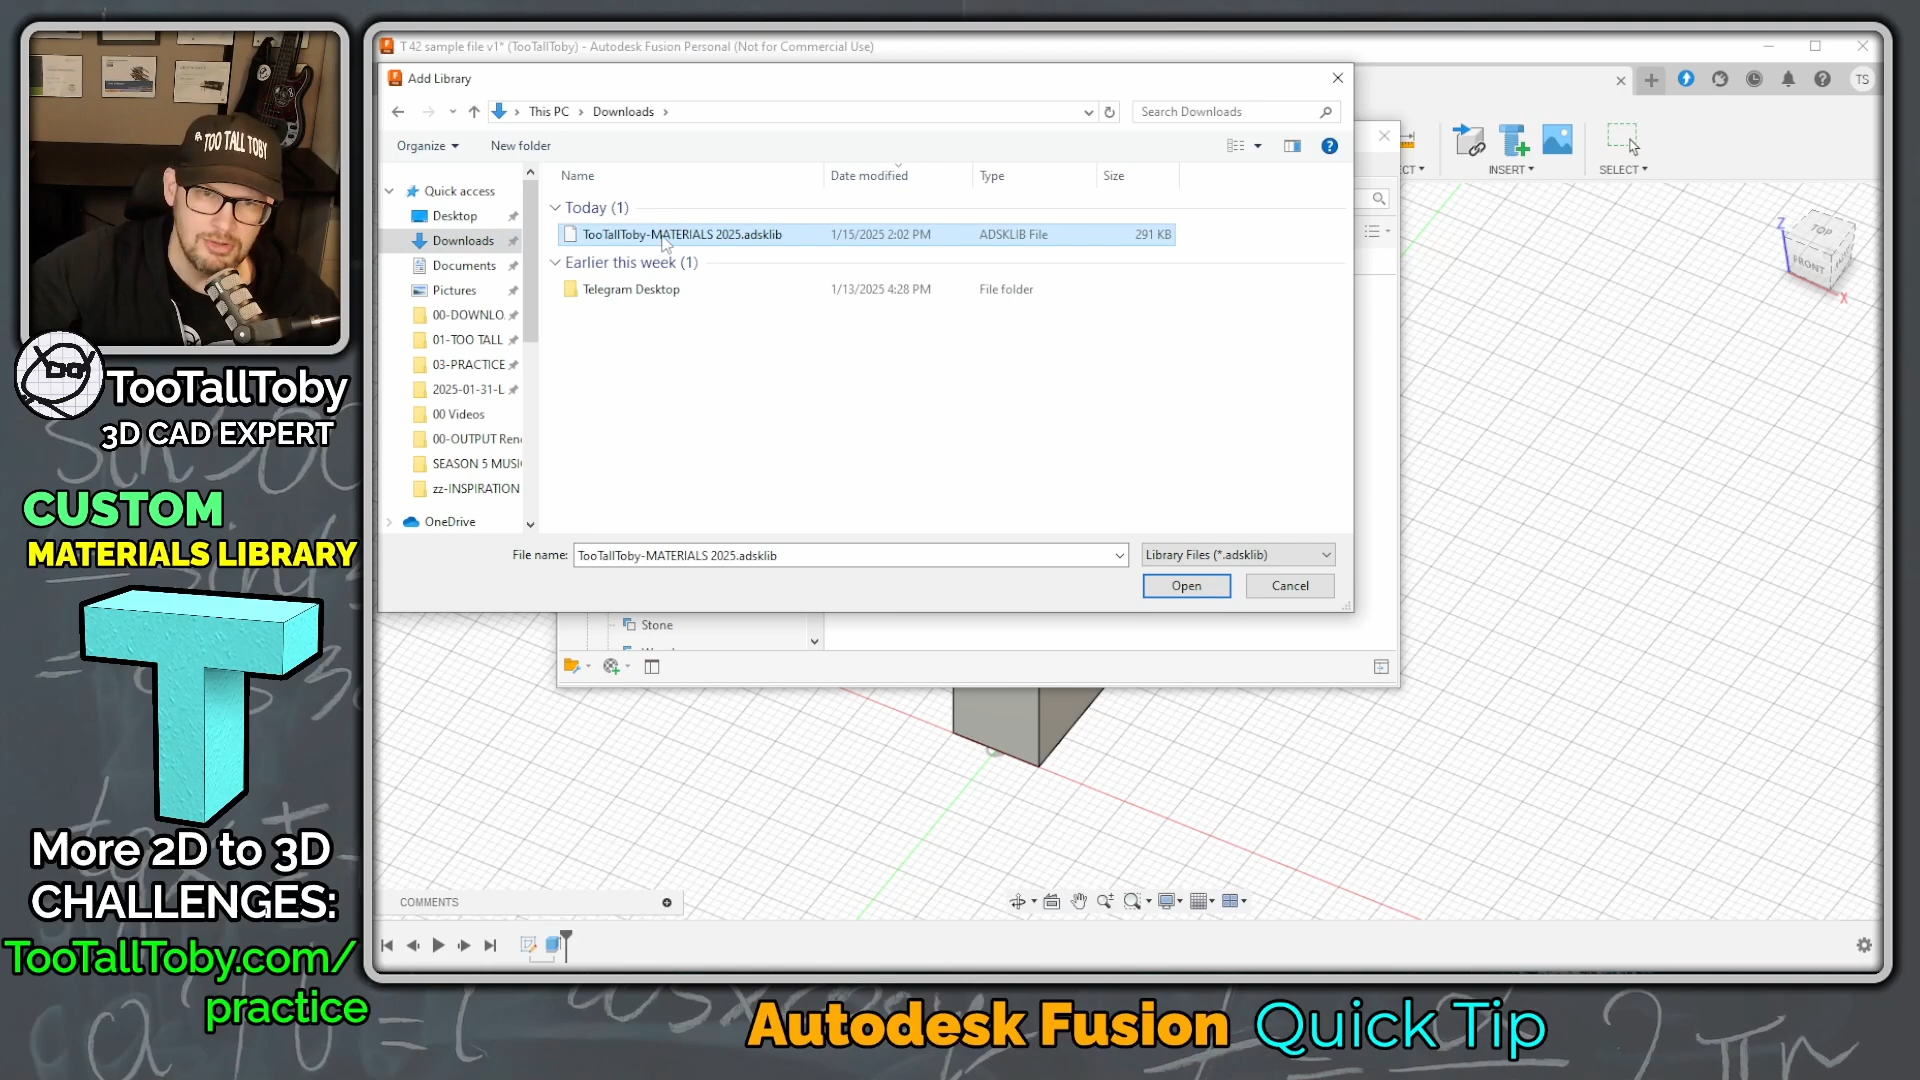 T 42 sample file v1* (TooTallToby) - Autodesk Fusion Personal (Not for Commercial Use)
Add Library
This PC > Downloads >
Search Downloads
Organize
New folder
Name
Date modified
Type
Size
Quick access
Desktop
Downloads
Documents
Pictures
00-DOWNLO.
01-TOO TALL
03-PRACTICE
2025-01-31-L
00 Videos
00-OUTPUT Ren
SEASON 5 MUSI
zz-INSPIRATION
OneDrive
Today (1)
TooTallToby-MATERIALS 2025.adsklib 1/15/2025 2:02 PM ADSKLIB File 291 KB
Earlier this week (1)
Telegram Desktop 1/13/2025 4:28 PM File folder
File name: TooTallToby-MATERIALS 2025.adsklib
Library Files (*.adsklib)
Open
Cancel
Stone
TS
CT
INSERT
SELECT
Z
TOP
FRONT
X
COMMENTS
TOO TALL TOBY
TooTallToby
3D CAD EXPERT
CUSTOM
MATERIALS LIBRARY
More 2D to 3D
CHALLENGES:
TooTallToby.com/
practice
Autodesk Fusion Quick Tip